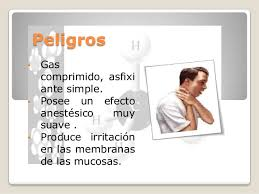 Peligros
Gas
comprimido, asfixi
ante simple.
Posee un efecto
anestésico muy
suave .
Produce irritación
en las membranas
de las mucosas.
H
H